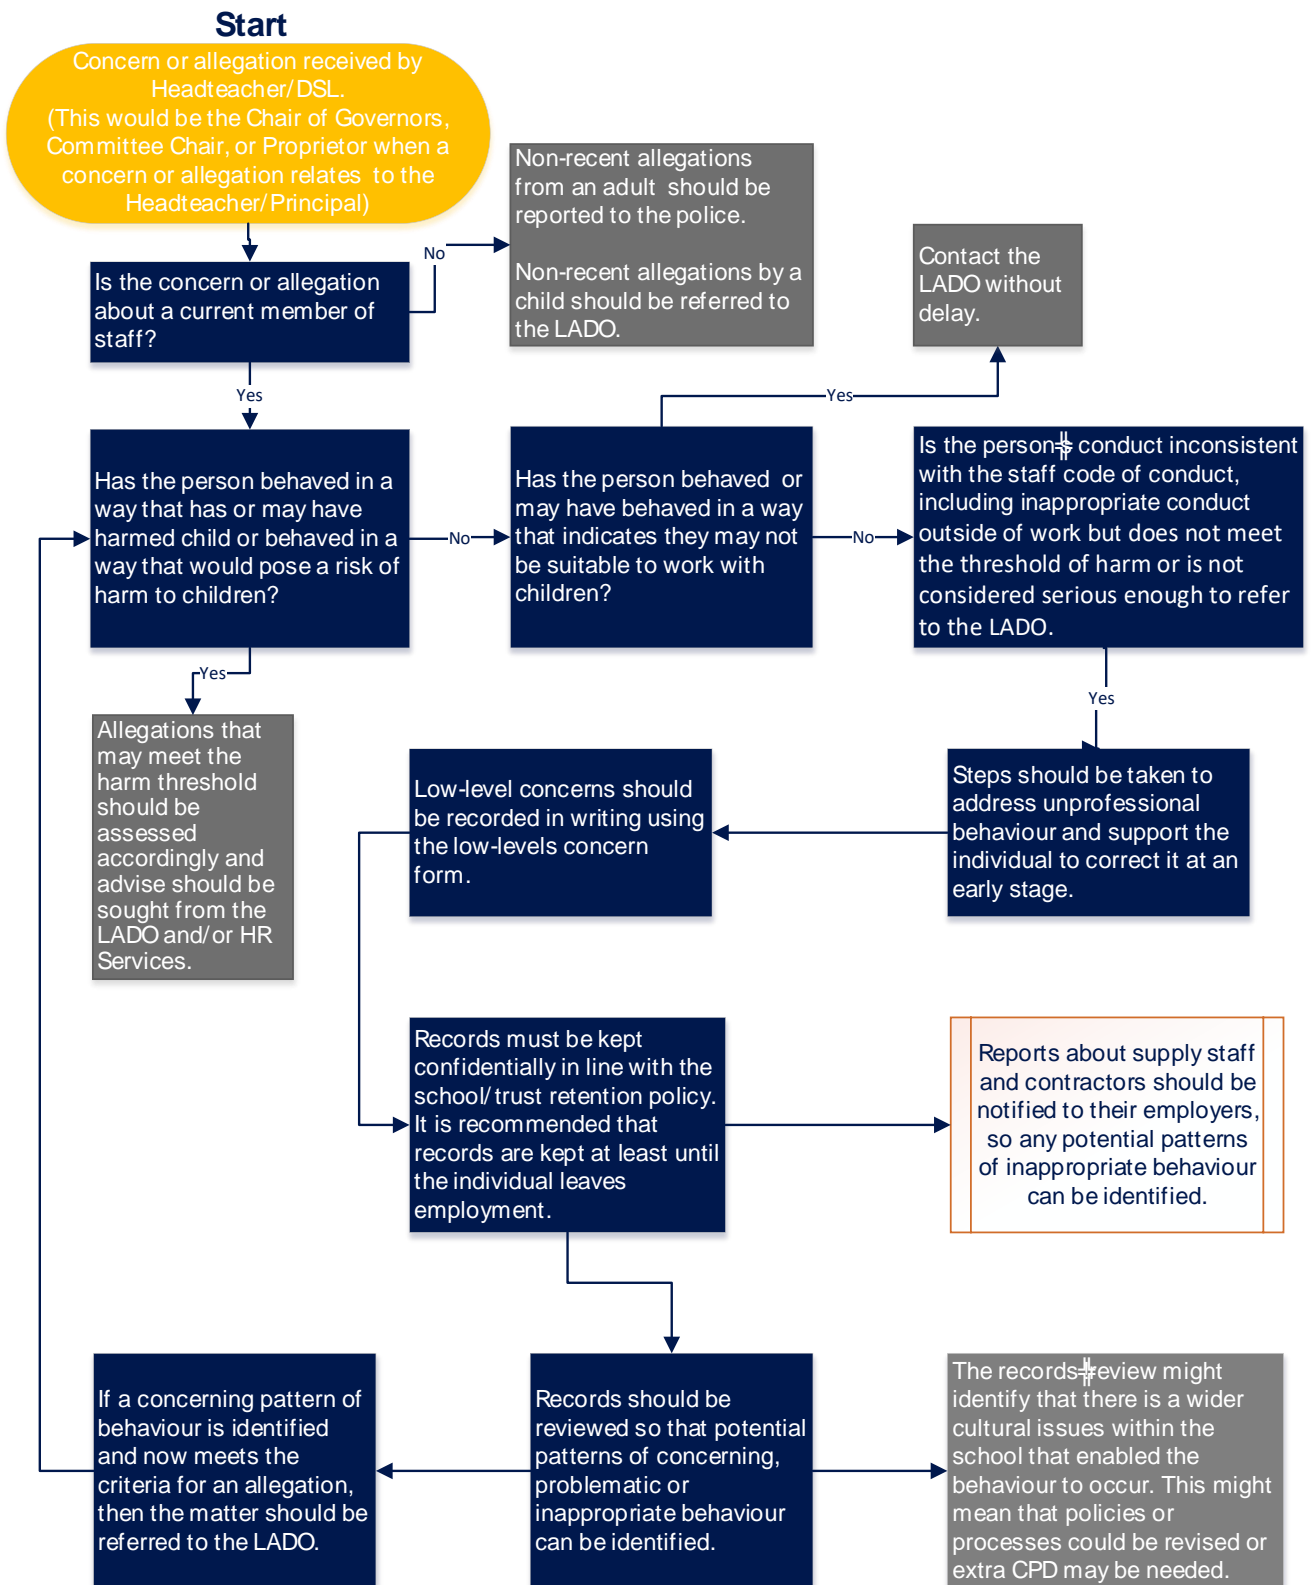 Start
Concern or allegation received by
Headteacher/DSL.
(This would be the Chair of Governors,
Committee Chair, or Proprietor when a
concern or allegation relates to the
Headteacher/Principal)
Non-recent allegations
from an adult should be
reported to the police.
Non-recent allegations by a
child should be referred to
the LADO.
No
Contact the
LADO without
delay.
Is the concern or allegation
about a current member of
staff?
Yes
Yes
Has the person behaved in a
way that has or may have
harmed child or behaved in a
way that would pose a risk of
harm to children?
No
Has the person behaved or
may have behaved in a way
that indicates they may not
be suitable to work with
children?
No
Is the person╬s conduct inconsistent
with the staff code of conduct,
including inappropriate conduct
outside of work but does not meet
the threshold of harm or is not
considered serious enough to refer
to the LADO.
Yes
Yes
Allegations that
may meet the
harm threshold
should be
assessed
accordingly and
advise should be
sought from the
LADO and/or HR
Services.
Low-level concerns should
be recorded in writing using
the low-levels concern
form.
Steps should be taken to
address unprofessional
behaviour and support the
individual to correct it at an
early stage.
Records must be kept
confidentially in line with the
school/trust retention policy.
It is recommended that
records are kept at least until
the individual leaves
employment.
Reports about supply staff
and contractors should be
notified to their employers,
so any potential patterns
of inappropriate behaviour
can be identified.
If a concerning pattern of
behaviour is identified
and now meets the
criteria for an allegation,
then the matter should be
referred to the LADO.
Records should be
reviewed so that potential
patterns of concerning,
problematic or
inappropriate behaviour
can be identified.
The records╬ review might
identify that there is a wider
cultural issues within the
school that enabled the
behaviour to occur. This might
mean that policies or
processes could be revised or
extra CPD may be needed.